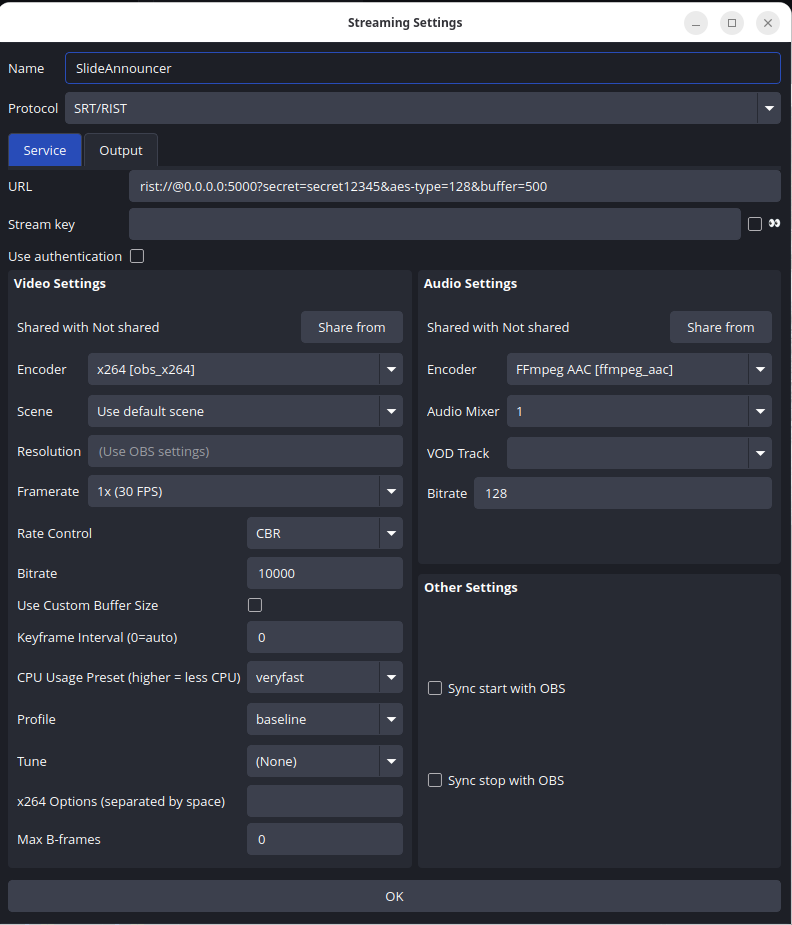 Streaming Settings
Name SlideAnnouncer
Protocol SRT/RIST
Service Output
URL rist://@0.0.0.0:5000?secret=secret12345&aes-type=128&buffer=500
Stream key
Use authentication
Video Settings
Shared with Not shared Share from
Encoder x264 [obs_x264]
Scene Use default scene
Resolution (Use OBS settings)
Framerate 1x (30 FPS)
Rate Control CBR
Bitrate 10000
Use Custom Buffer Size
Keyframe Interval (0=auto) 0
CPU Usage Preset (higher = less CPU) veryfast
Profile baseline
Tune (None)
x264 Options (separated by space)
Max B-frames 0
Audio Settings
Shared with Not shared Share from
Encoder FFmpeg AAC [ffmpeg_aac]
Audio Mixer 1
VOD Track
Bitrate 128
Other Settings
Sync start with OBS
Sync stop with OBS
OK